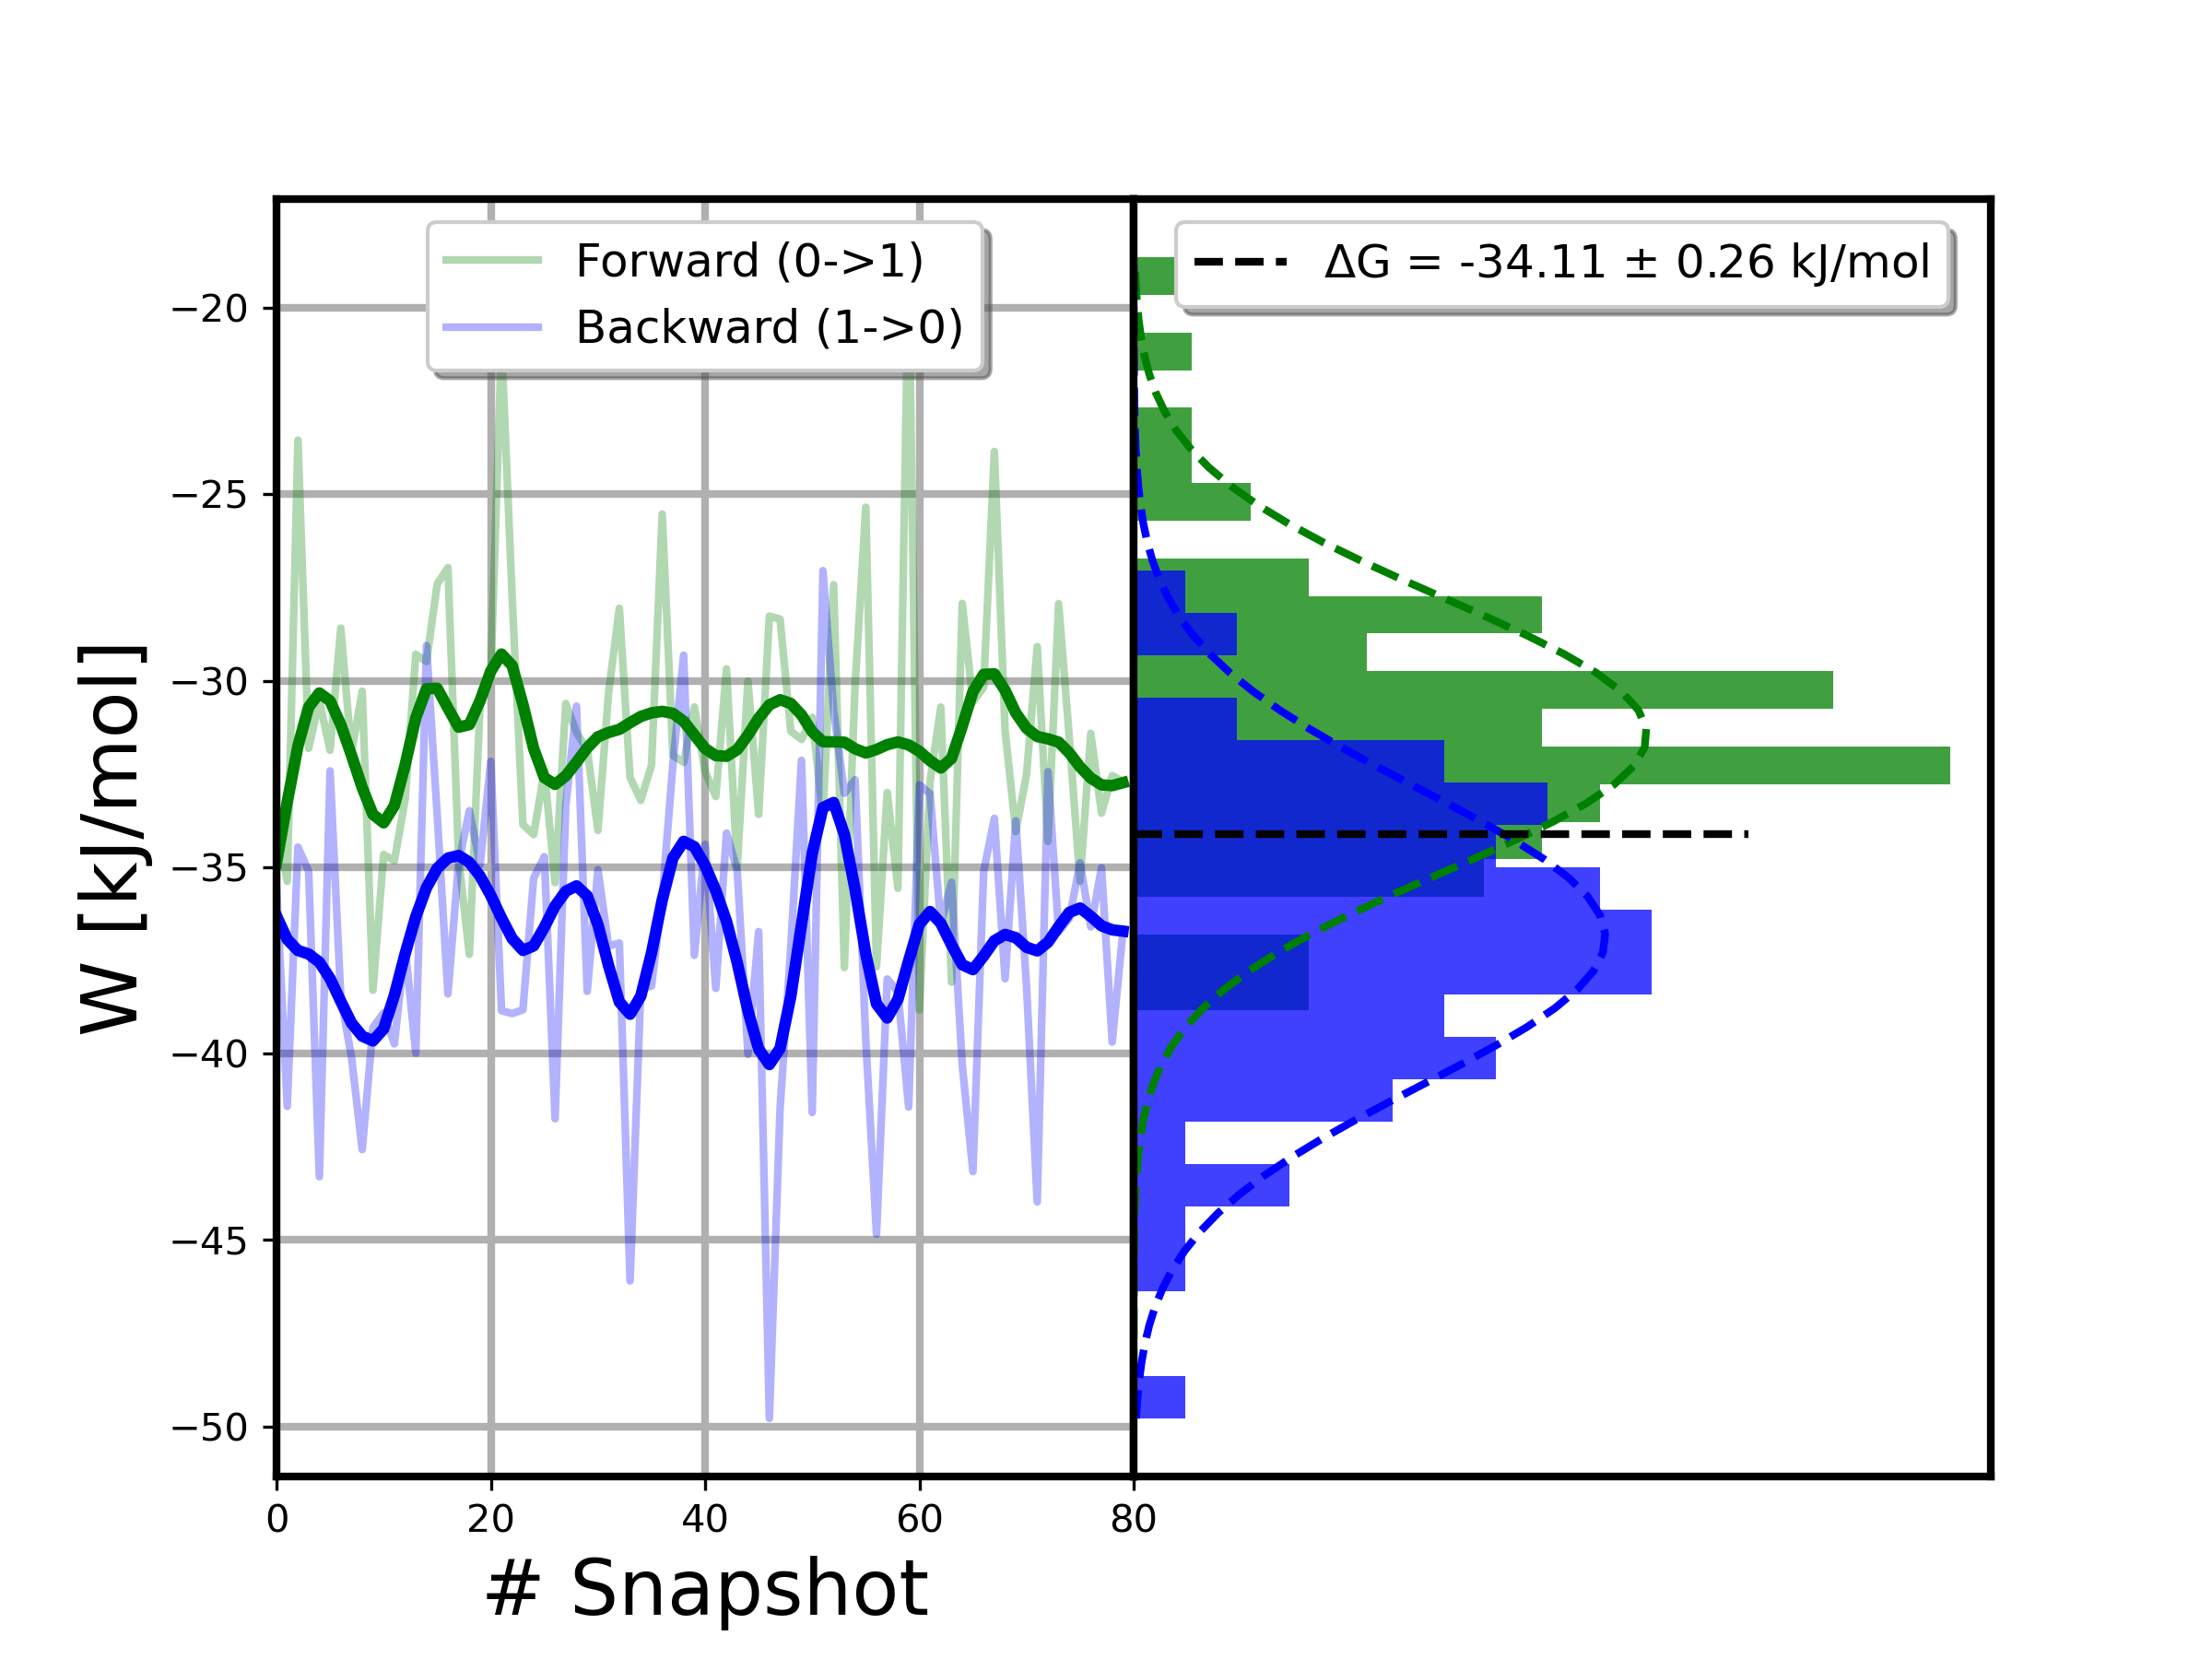 Forward (0->1)
Backward (1->0)
ΔG = -34.11 ± 0.26 kJ/mol
W [kJ/mol]
−20
−25
−30
−35
−40
−45
−50
0 20 40 60 80
# Snapshot